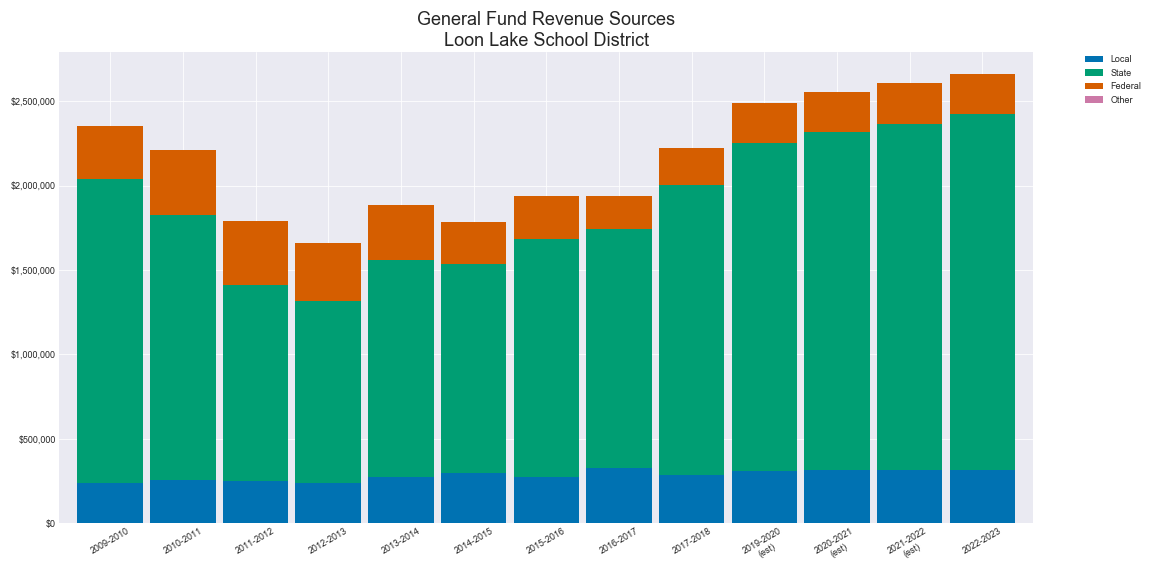 General Fund Revenue Sources
Loon Lake School District
Local
State
Federal
Other
$2,500,000
$2,000,000
$1,500,000
$1,000,000
$500,000
$0
2009-2010
2010-2011
2011-2012
2012-2013
2013-2014
2014-2015
2015-2016
2016-2017
2017-2018
2019-2020
(est)
2020-2021
(est)
2021-2022
(est)
2022-2023